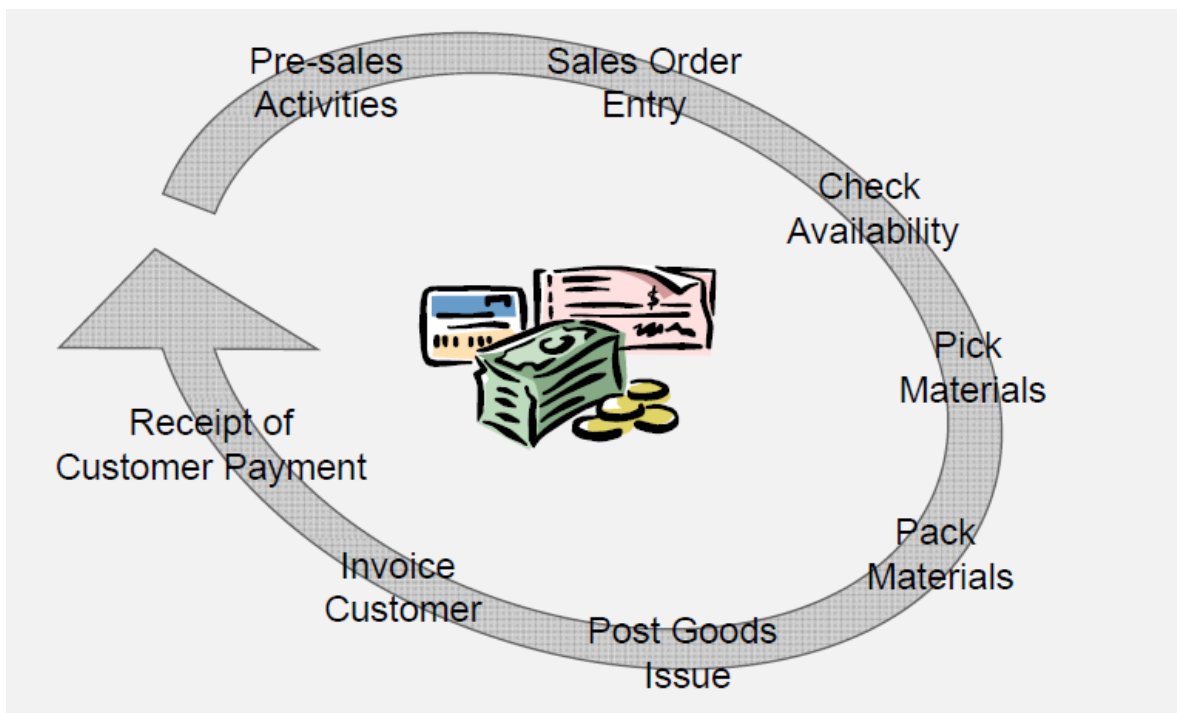 Pre-sales
Activities
Sales Order
Entry
Check
Availability
Pick
Materials
Pack
Materials
Post Goods
Issue
Invoice
Customer
Receipt of
Customer Payment
$